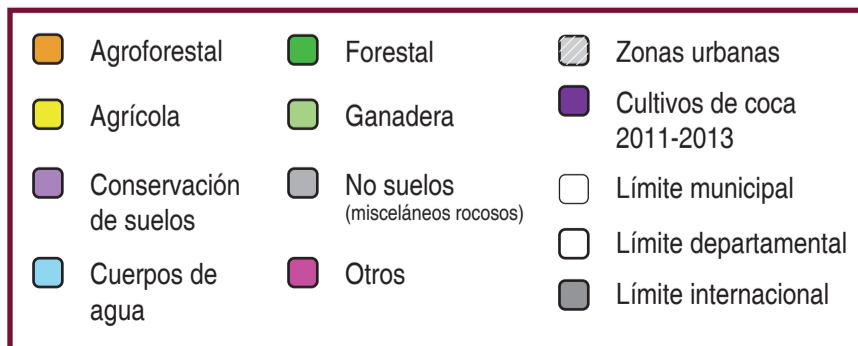 Agroforestal
Agrícola
Conservación
de suelos
Cuerpos de
agua
Forestal
Ganadera
No suelos
(misceláneos rocosos)
Otros
Zonas urbanas
Cultivos de coca
2011-2013
Límite municipal
Límite departamental
Límite internacional